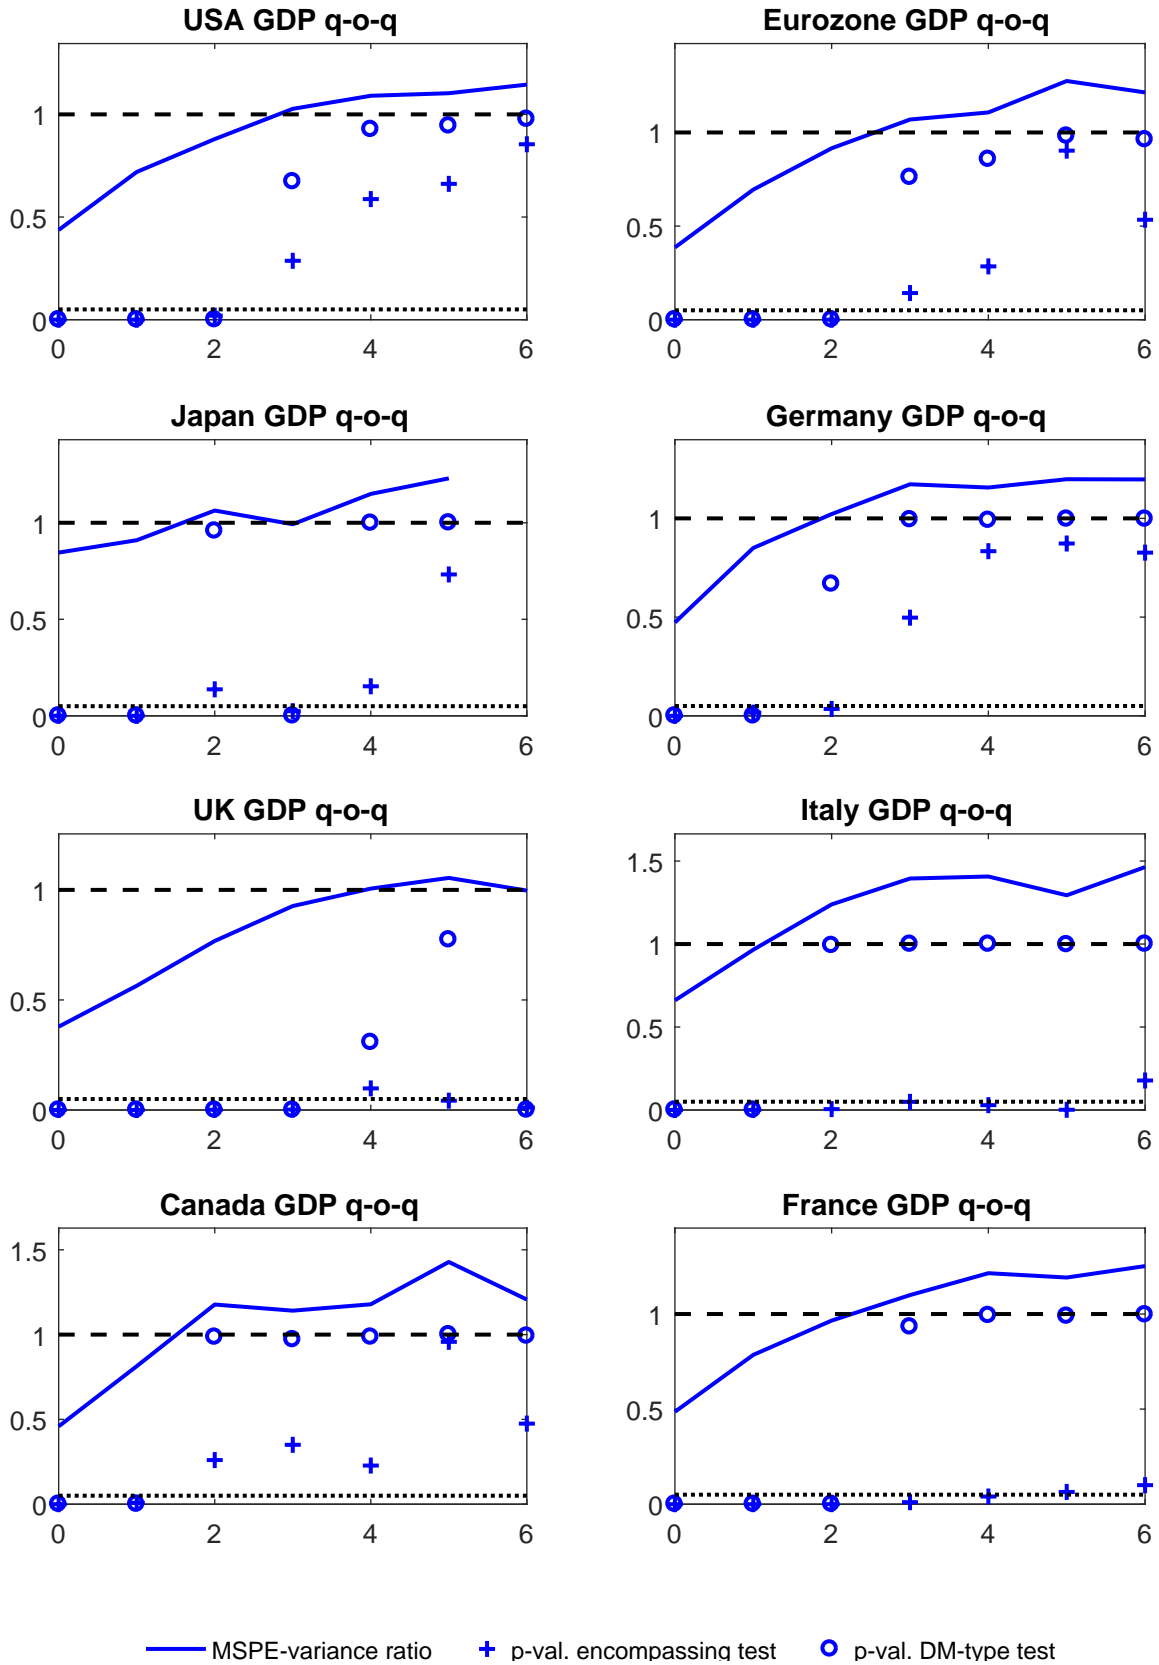 USA GDP q-o-q
Eurozone GDP q-o-q
1
0.5
0
0 2 4 6
1
0.5
0
0 2 4 6
Japan GDP q-o-q
Germany GDP q-o-q
1
0.5
0
0 2 4 6
1
0.5
0
0 2 4 6
UK GDP q-o-q
Italy GDP q-o-q
1
0.5
0
0 2 4 6
1.5
1
0.5
0
0 2 4 6
Canada GDP q-o-q
France GDP q-o-q
1.5
1
0.5
0
0 2 4 6
1
0.5
0
0 2 4 6
MSPE-variance ratio p-val. encompassing test p-val. DM-type test